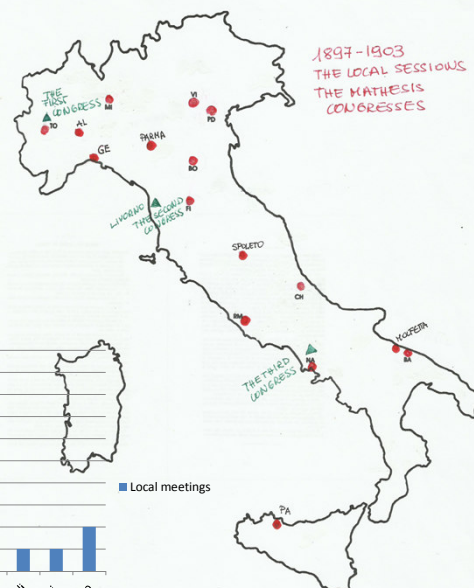 1897-1903
THE LOCAL SESSIONS
THE MATHESIS
CONGRESSES
THE
FIRST
CONGRESS
TO
AL
MI
GE
PARMA
VI
PD
BO
FI
LIVORNO
THE SECOND
CONGRESS
SPOLETO
CH
RM
NA
THE THIRD
CONGRESS
MOLFETTA
BA
PA
Local meetings